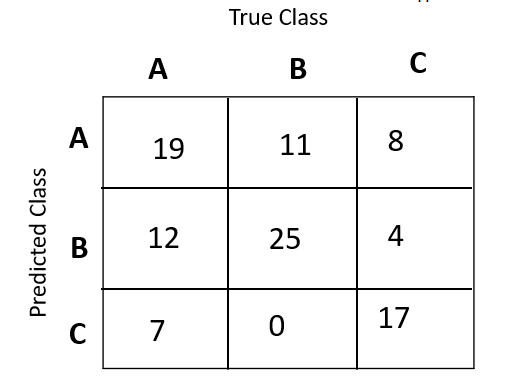 True Class
A B C
A 19 11 8
Predicted Class
B 12 25 4
C 7 0 17